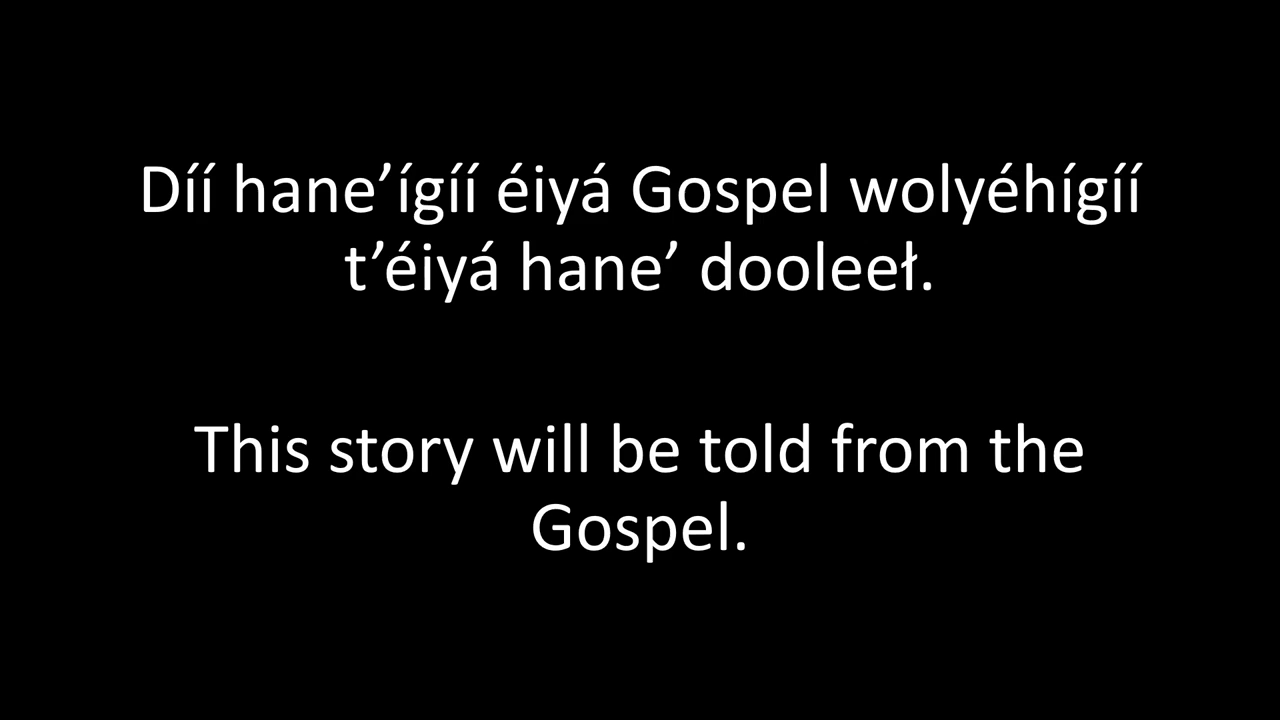 Díí hane’ígíí éiyá Gospel wolyéhígíí
t’éiyá hane’ dooleeł.
This story will be told from the
Gospel.